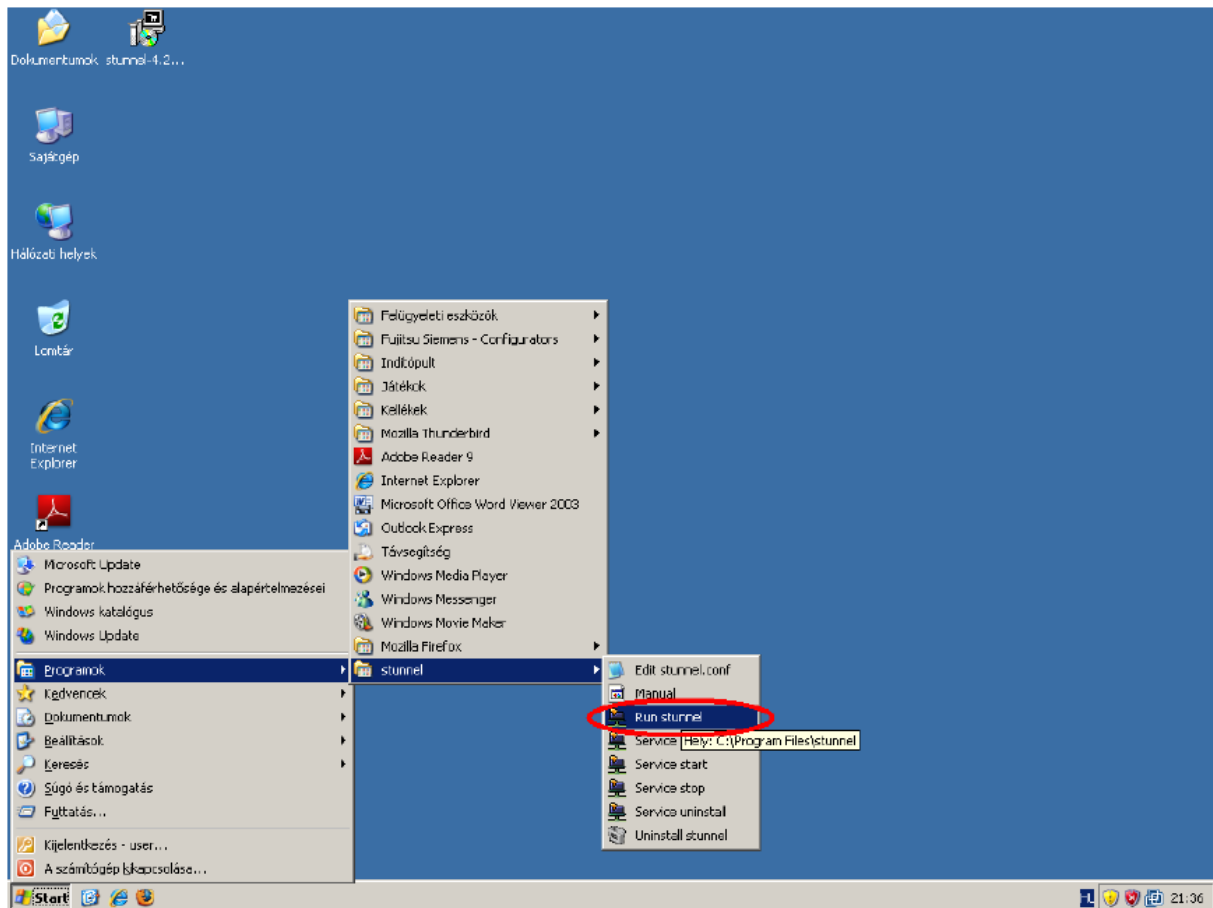 Dokumentumok
stunnel-4.2...
Sajátgép
Hálózati helyek
Lomtár
Internet
Explorer
Adobe Reader
Microsoft Update
Programok hozzáférhetősége és alapértelmezései
Windows katalógus
Windows Update
Programok
Kedvencek
Dokumentumok
Beállítások
Keresés
Súgó és támogatás
Futtatás...
Kijelentkezés - user...
A számítógép kikapcsolása...
Felügyeleti eszközök
Fujitsu Siemens - Configurators
Indítópult
Játékok
Kellékek
Mozilla Thunderbird
Adobe Reader 9
Internet Explorer
Microsoft Office Word Viewer 2003
Outlook Express
Távsegítség
Windows Media Player
Windows Messenger
Windows Movie Maker
Mozilla Firefox
stunnel
Edit stunnel.conf
Manual
Run stunnel
Service
Hely: C:\Program Files\stunnel
Service start
Service stop
Service uninstall
Uninstall stunnel
Start
HU
21:36